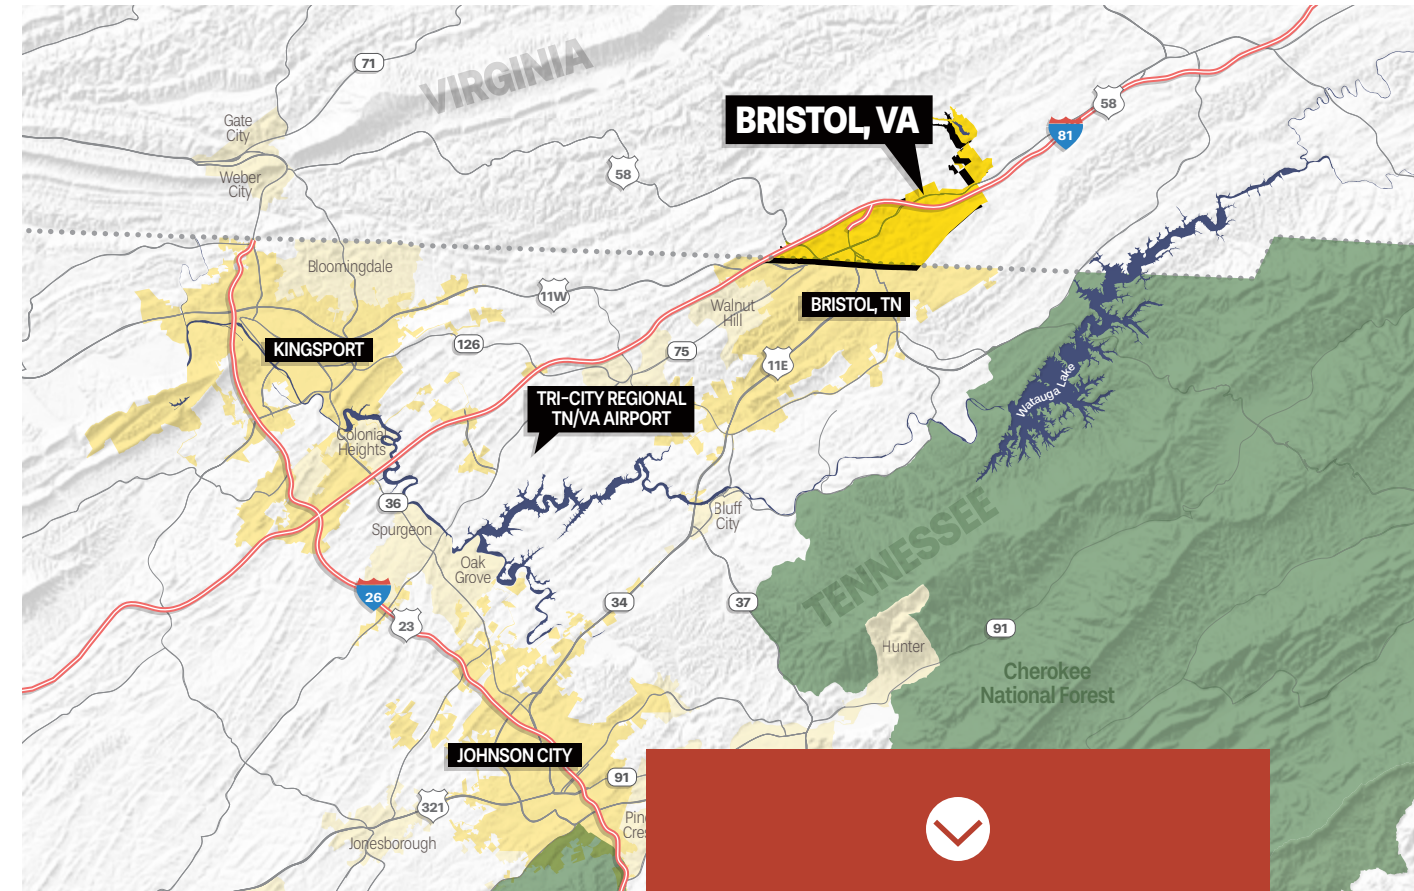 71
VIRGINIA
58
BRISTOL, VA
81
Gate
City
58
Weber
City
Bloomingdale
11W
Walnut
Hill
BRISTOL, TN
KINGSPORT
126
75
11E
TRI-CITY REGIONAL
TN/VA AIRPORT
Watauga Lake
Colonial
Heights
36
Spurgeon
Bluff
City
TENNESSEE
Oak
Grove
26
23
34
37
91
Hunter
Cherokee
National Forest
JOHNSON CITY
91
321
Jonesborough
Pin
Cres